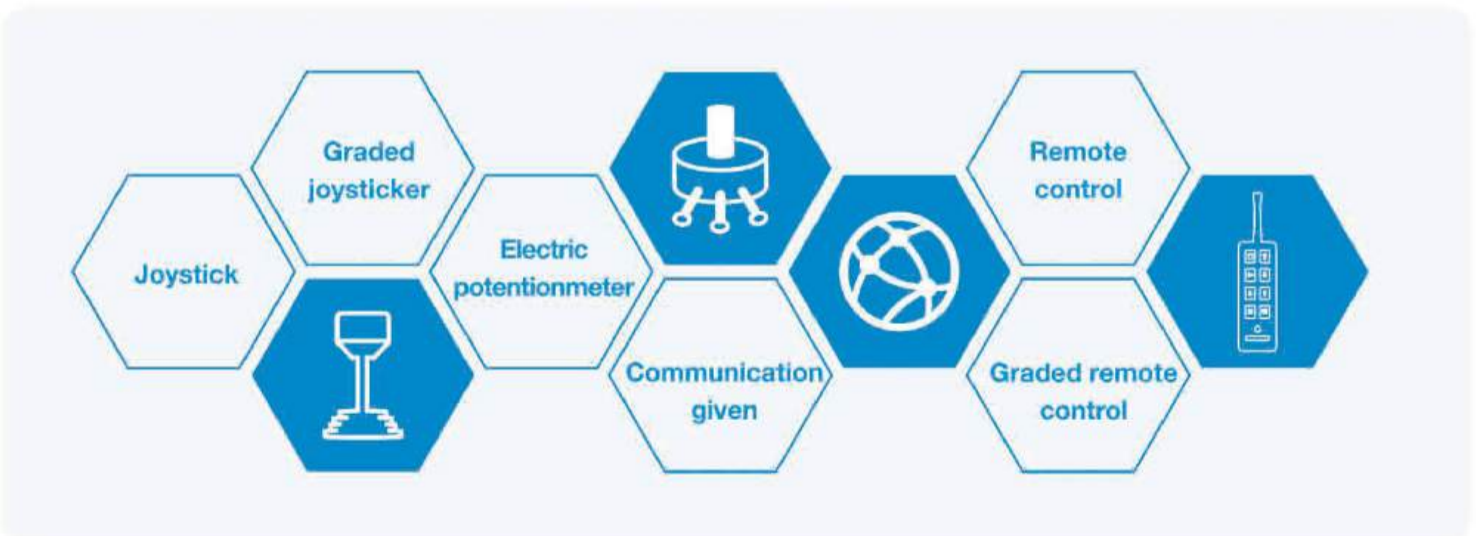 Joystick
Graded
joysticker
Electric
potentionmeter
Communication
given
Remote
control
Graded remote
control